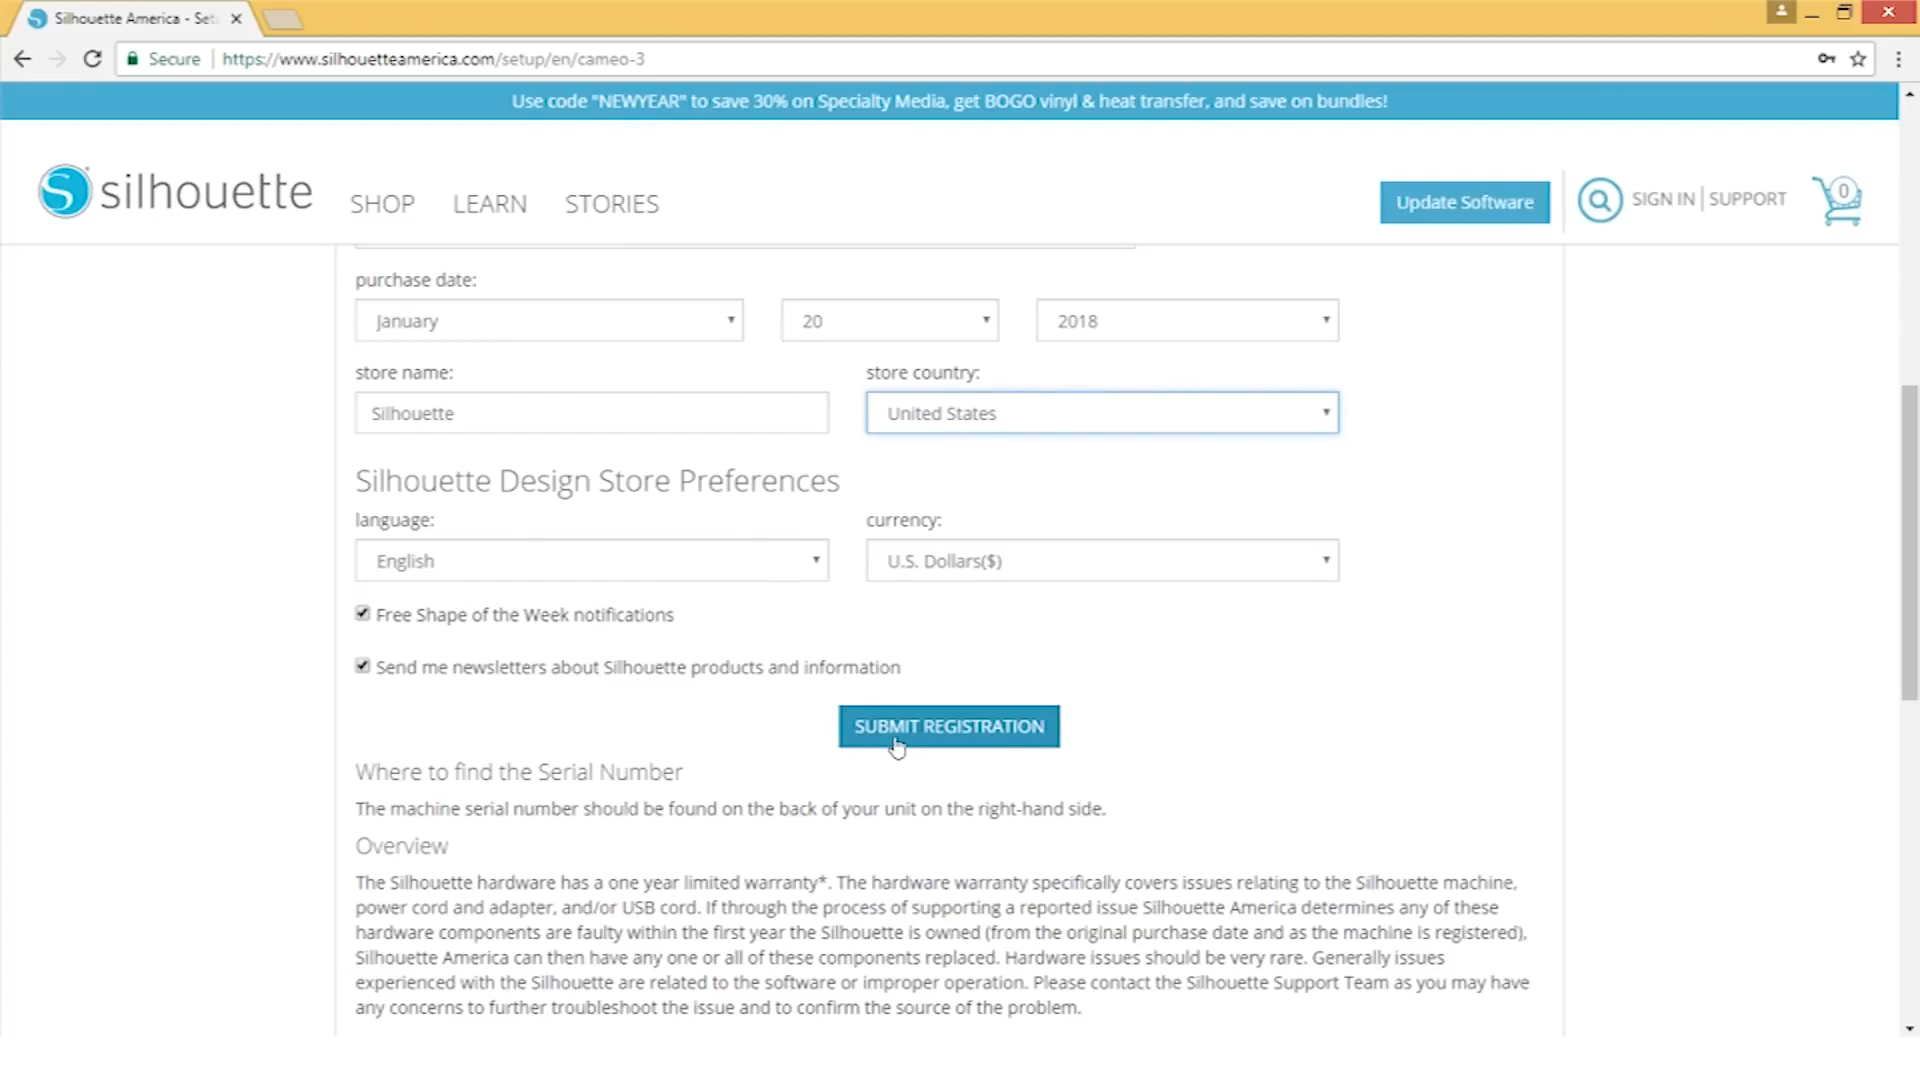 Silhouette America - Set
Secure
https://www.silhouetteamerica.com/setup/en/cameo-3
Use code "NEWYEAR" to save 30% on Specialty Media, get BOGO vinyl & heat transfer, and save on bundles!
silhouette
SHOP LEARN STORIES
Update Software
SIGN IN | SUPPORT
0
purchase date:
January 20 2018
store name: store country:
Silhouette United States
Silhouette Design Store Preferences
language: currency:
English U.S. Dollars($)
Free Shape of the Week notifications
Send me newsletters about Silhouette products and information
SUBMIT REGISTRATION
Where to find the Serial Number
The machine serial number should be found on the back of your unit on the right-hand side.
Overview
The Silhouette hardware has a one year limited warranty*. The hardware warranty specifically covers issues relating to the Silhouette machine,
power cord and adapter, and/or USB cord. If through the process of supporting a reported issue Silhouette America determines any of these
hardware components are faulty within the first year the Silhouette is owned (from the original purchase date and as the machine is registered),
Silhouette America can then have any one or all of these components replaced. Hardware issues should be very rare. Generally issues
experienced with the Silhouette are related to the software or improper operation. Please contact the Silhouette Support Team as you may have
any concerns to further troubleshoot the issue and to confirm the source of the problem.